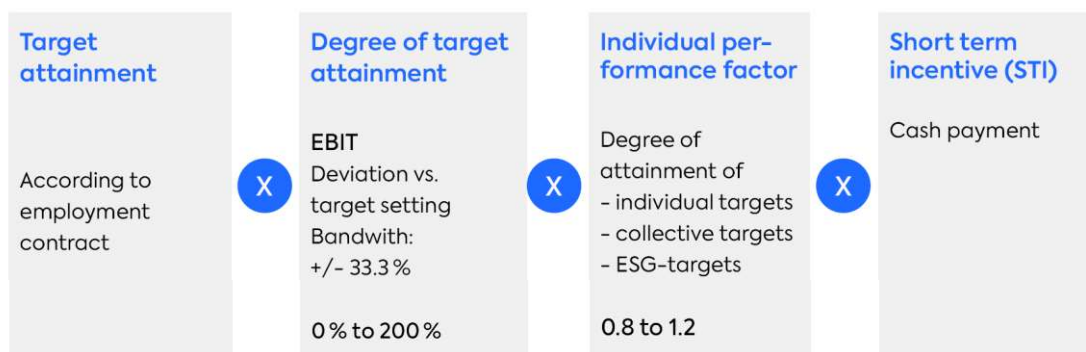 Target
attainment
According to
employment
contract
X
Degree of target
attainment
EBIT
Deviation vs.
target setting
Bandwith:
+/- 33.3 %
0 % to 200 %
X
Individual per-
formance factor
Degree of
attainment of
- individual targets
- collective targets
- ESG-targets
0.8 to 1.2
X
Short term
incentive (STI)
Cash payment